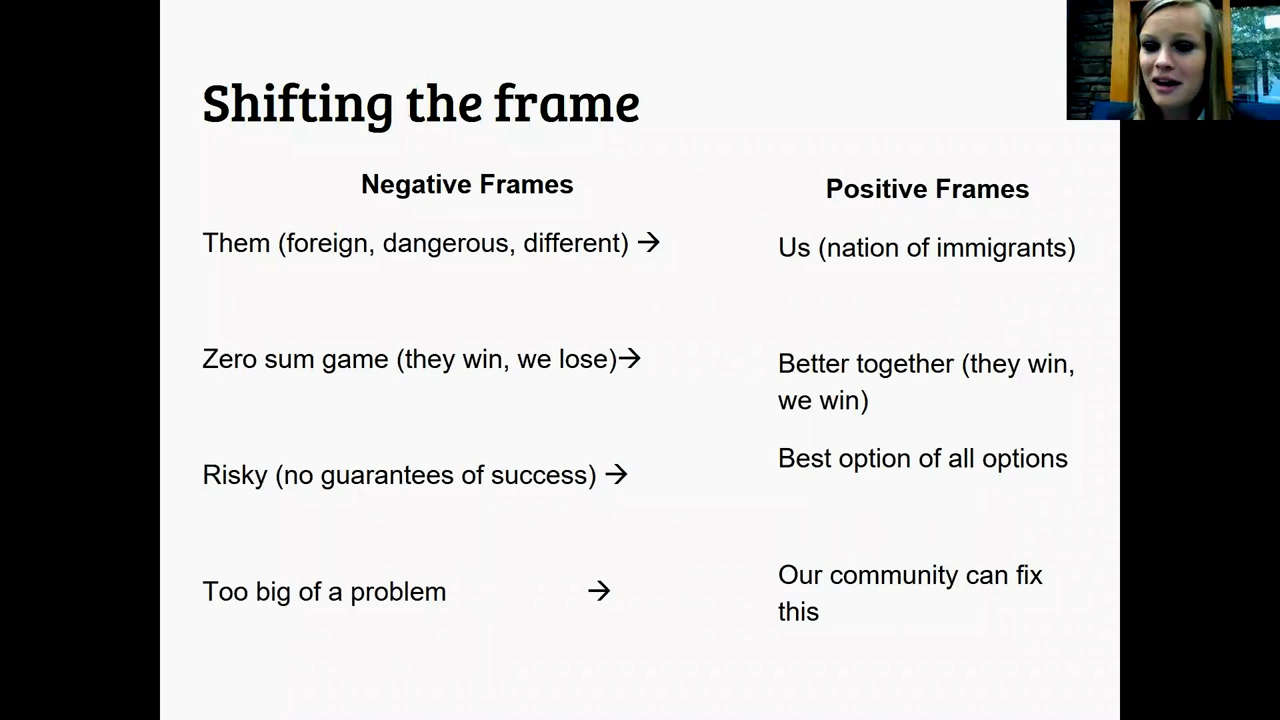 Shifting the frame
Negative Frames
Positive Frames
Them (foreign, dangerous, different) →
Us (nation of immigrants)
Zero sum game (they win, we lose)→
Better together (they win,
we win)
Risky (no guarantees of success) →
Best option of all options
Too big of a problem →
Our community can fix
this